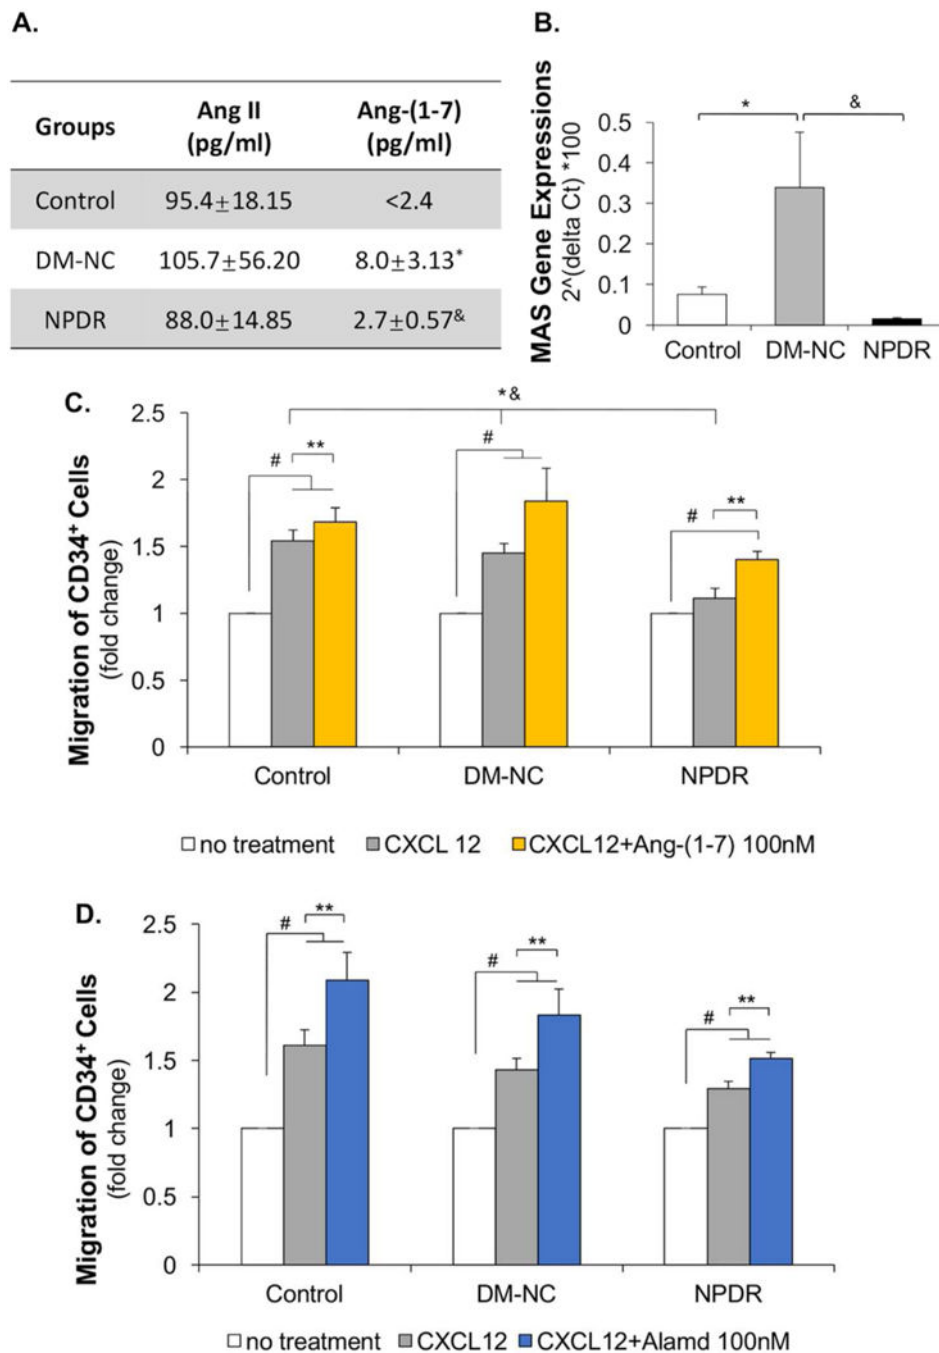 A.
Groups Ang II (pg/ml) Ang-(1-7) (pg/ml)
Control 95.4±18.15 <2.4
DM-NC 105.7±56.20 8.0±3.13*
NPDR 88.0±14.85 2.7±0.57&
B.
MAS Gene Expressions
2^(delta Ct) *100
* &
0.5
0.4
0.3
0.2
0.1
0
Control DM-NC NPDR
C.
Migration of CD34+ Cells
(fold change)
*&
# ** # # **
2.5
2
1.5
1
0.5
0
Control DM-NC NPDR
no treatment CXCL 12 CXCL12+Ang-(1-7) 100nM
D.
Migration of CD34+ Cells
(fold change)
# ** # ** # **
2.5
2
1.5
1
0.5
0
Control DM-NC NPDR
no treatment CXCL12 CXCL12+Alamd 100nM